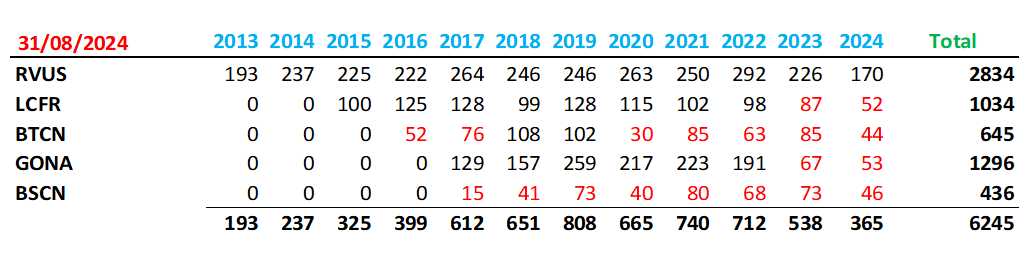 31/08/2024 2013 2014 2015 2016 2017 2018 2019 2020 2021 2022 2023 2024 Total
RVUS 193 237 225 222 264 246 246 263 250 292 226 170 2834
LCFR 0 0 100 125 128 99 128 115 102 98 87 52 1034
BTCN 0 0 0 52 76 108 102 30 85 63 85 44 645
GONA 0 0 0 0 129 157 259 217 223 191 67 53 1296
BSCN 0 0 0 0 15 41 73 40 80 68 73 46 436
193 237 325 399 612 651 808 665 740 712 538 365 6245